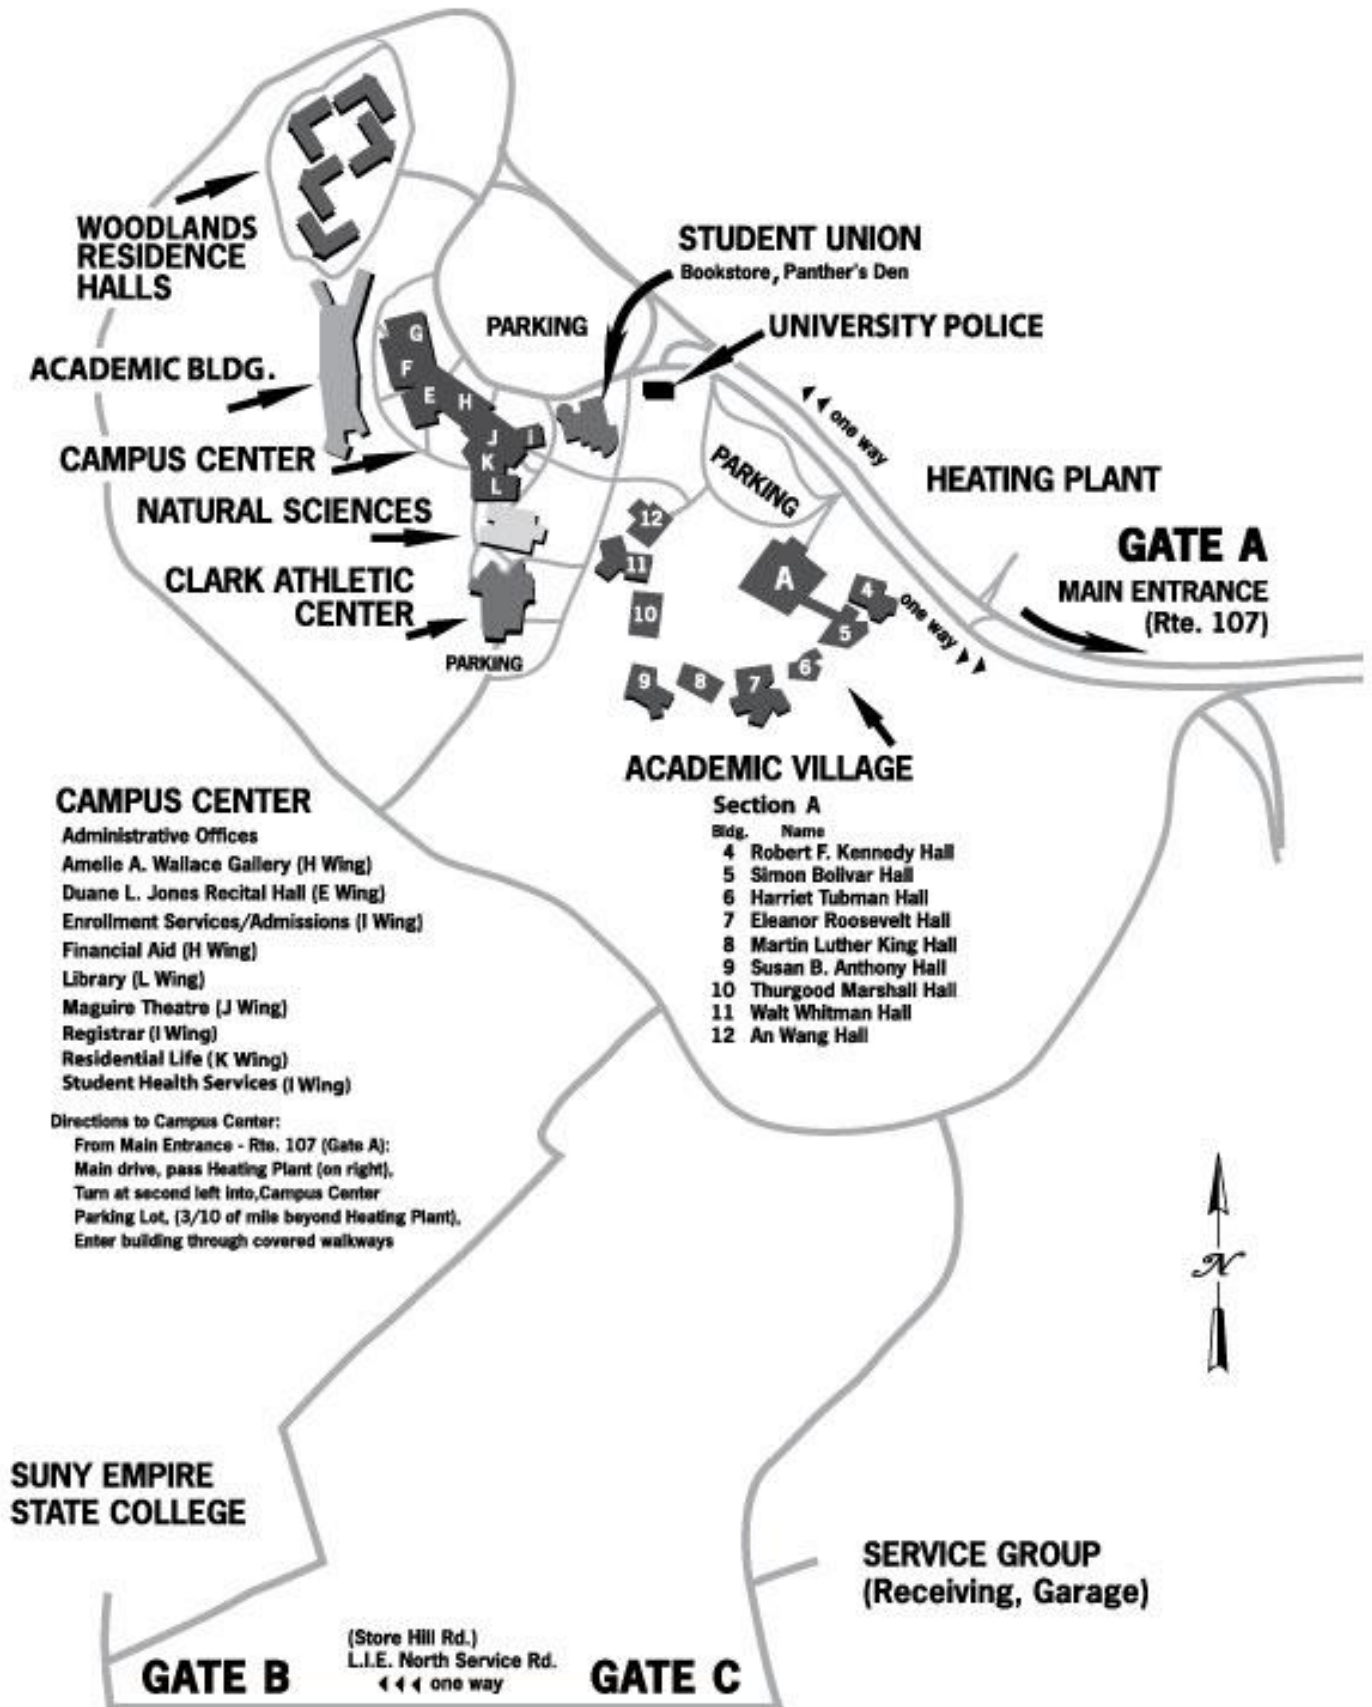 WOODLANDS
RESIDENCE
HALLS
STUDENT UNION
Bookstore, Panther's Den
PARKING
UNIVERSITY POLICE
ACADEMIC BLDG.
G
F
E
H
J
I
K
L
one way
CAMPUS CENTER
PARKING
HEATING PLANT
NATURAL SCIENCES
12
GATE A
MAIN ENTRANCE
(Rte. 107)
CLARK ATHLETIC
CENTER
11
A
4
10
5
one way
PARKING
9
8
7
6
ACADEMIC VILLAGE
Section A
Bldg. Name
4 Robert F. Kennedy Hall
5 Simon Bolivar Hall
6 Harriet Tubman Hall
7 Eleanor Roosevelt Hall
8 Martin Luther King Hall
9 Susan B. Anthony Hall
10 Thurgood Marshall Hall
11 Walt Whitman Hall
12 An Wang Hall
CAMPUS CENTER
Administrative Offices
Amelie A. Wallace Gallery (H Wing)
Duane L. Jones Recital Hall (E Wing)
Enrollment Services/Admissions (I Wing)
Financial Aid (H Wing)
Library (L Wing)
Maguire Theatre (J Wing)
Registrar (I Wing)
Residential Life (K Wing)
Student Health Services (I Wing)
Directions to Campus Center:
From Main Entrance - Rte. 107 (Gate A):
Main drive, pass Heating Plant (on right),
Turn at second left into,Campus Center
Parking Lot, (3/10 of mile beyond Heating Plant),
Enter building through covered walkways
N
SUNY EMPIRE
STATE COLLEGE
SERVICE GROUP
(Receiving, Garage)
(Store Hill Rd.)
L.I.E. North Service Rd.
one way
GATE B
GATE C